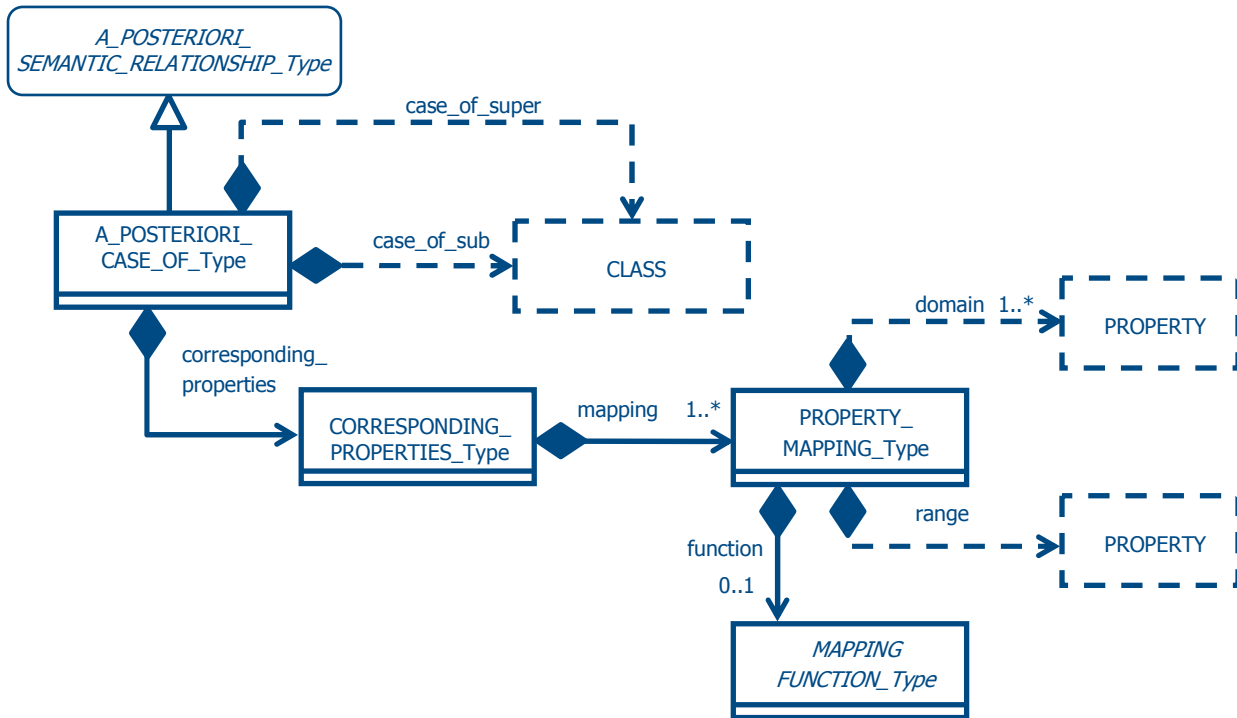 A_POSTERIORI_
SEMANTIC_RELATIONSHIP_Type
case_of_super
A_POSTERIORI_
CASE_OF_Type
case_of_sub
CLASS
domain 1..*
PROPERTY
corresponding_
properties
CORRESPONDING_
PROPERTIES_Type
mapping 1..*
PROPERTY_
MAPPING_Type
range
PROPERTY
function
0..1
MAPPING
FUNCTION_Type